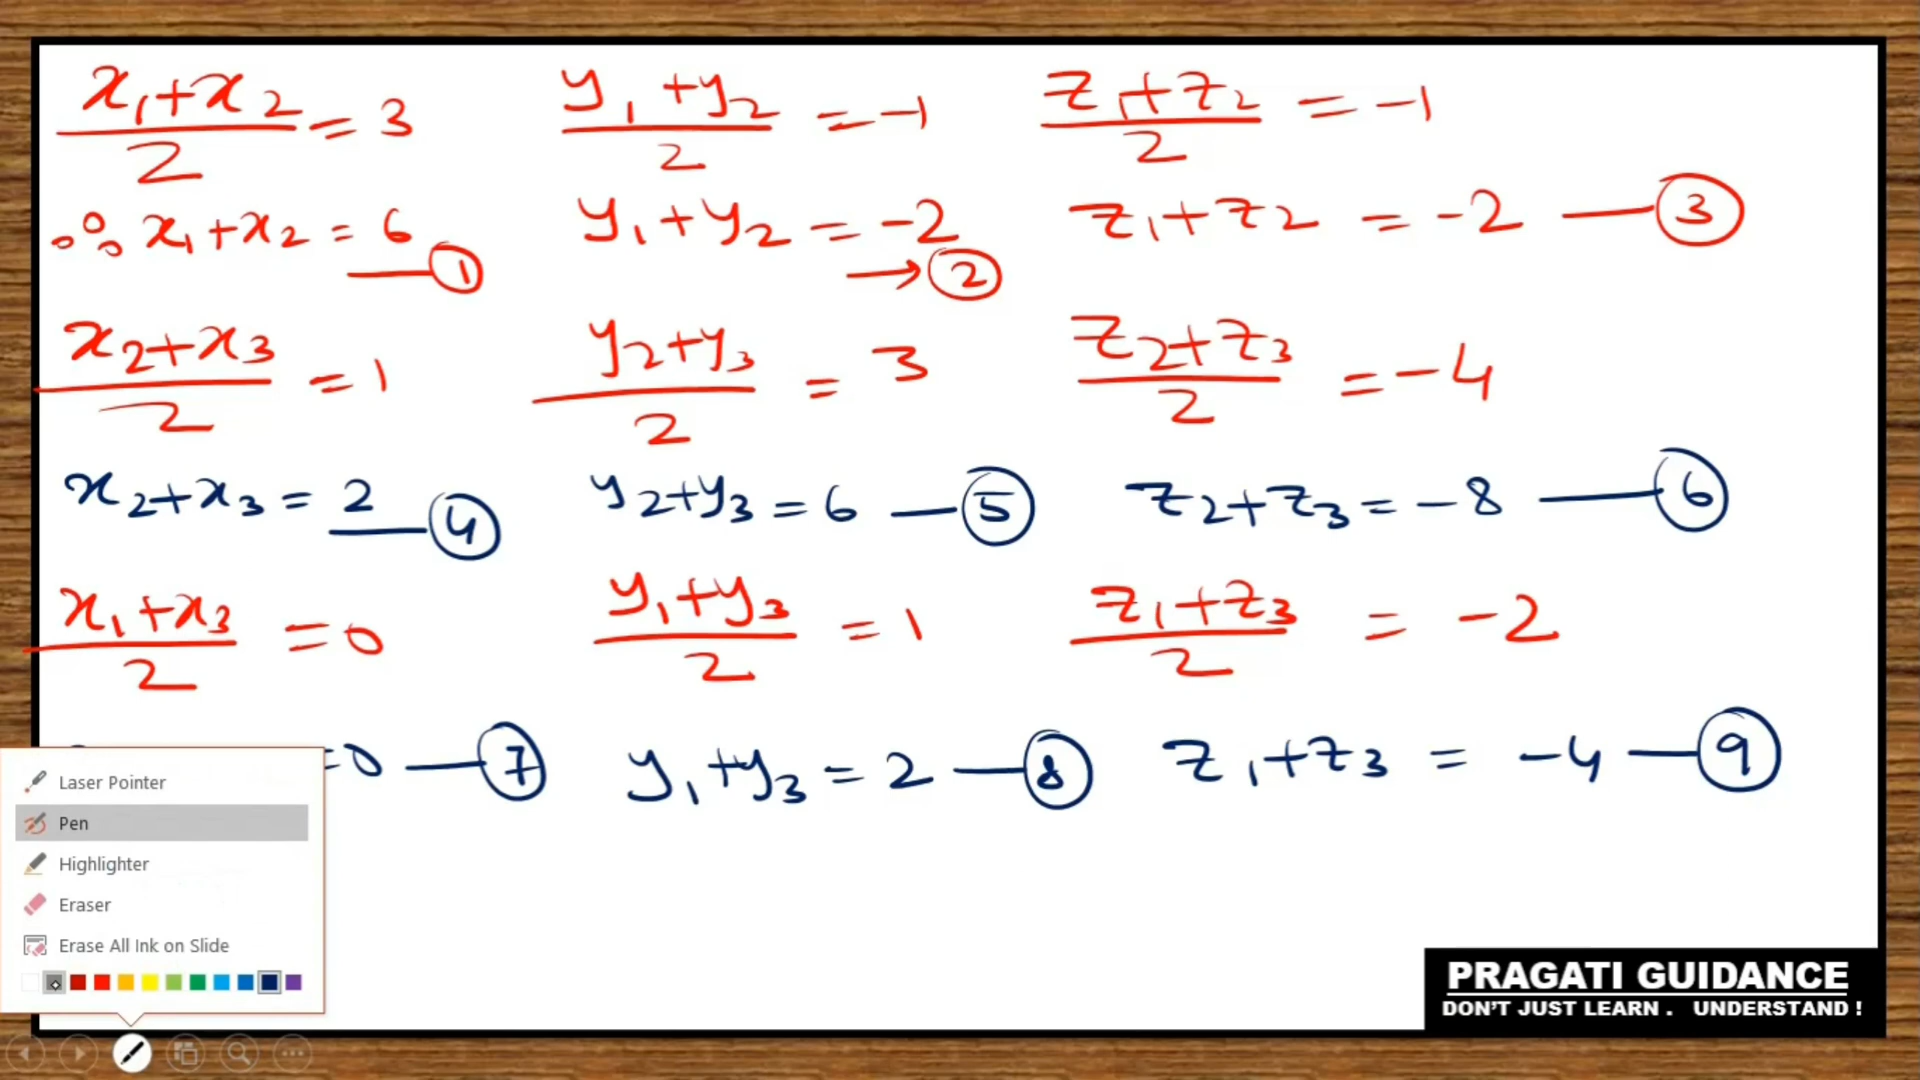 x₁+x₂/2 = 3    y₁+y₂/2 = -1    z₁+z₂/2 = -1
∴ x₁+x₂ = 6 — ①    y₁+y₂ = -2 → ②    z₁+z₂ = -2 — ③
x₂+x₃/2 = 1    y₂+y₃/2 = 3    z₂+z₃/2 = -4
x₂+x₃ = 2 — ④    y₂+y₃ = 6 — ⑤    z₂+z₃ = -8 — ⑥
x₁+x₃/2 = 0    y₁+y₃/2 = 1    z₁+z₃/2 = -2
=0 — ⑦    y₁+y₃ = 2 — ⑧    z₁+z₃ = -4 — ⑨
Laser Pointer
Pen
Highlighter
Eraser
Erase All Ink on Slide
PRAGATI GUIDANCE
DON'T JUST LEARN . UNDERSTAND !